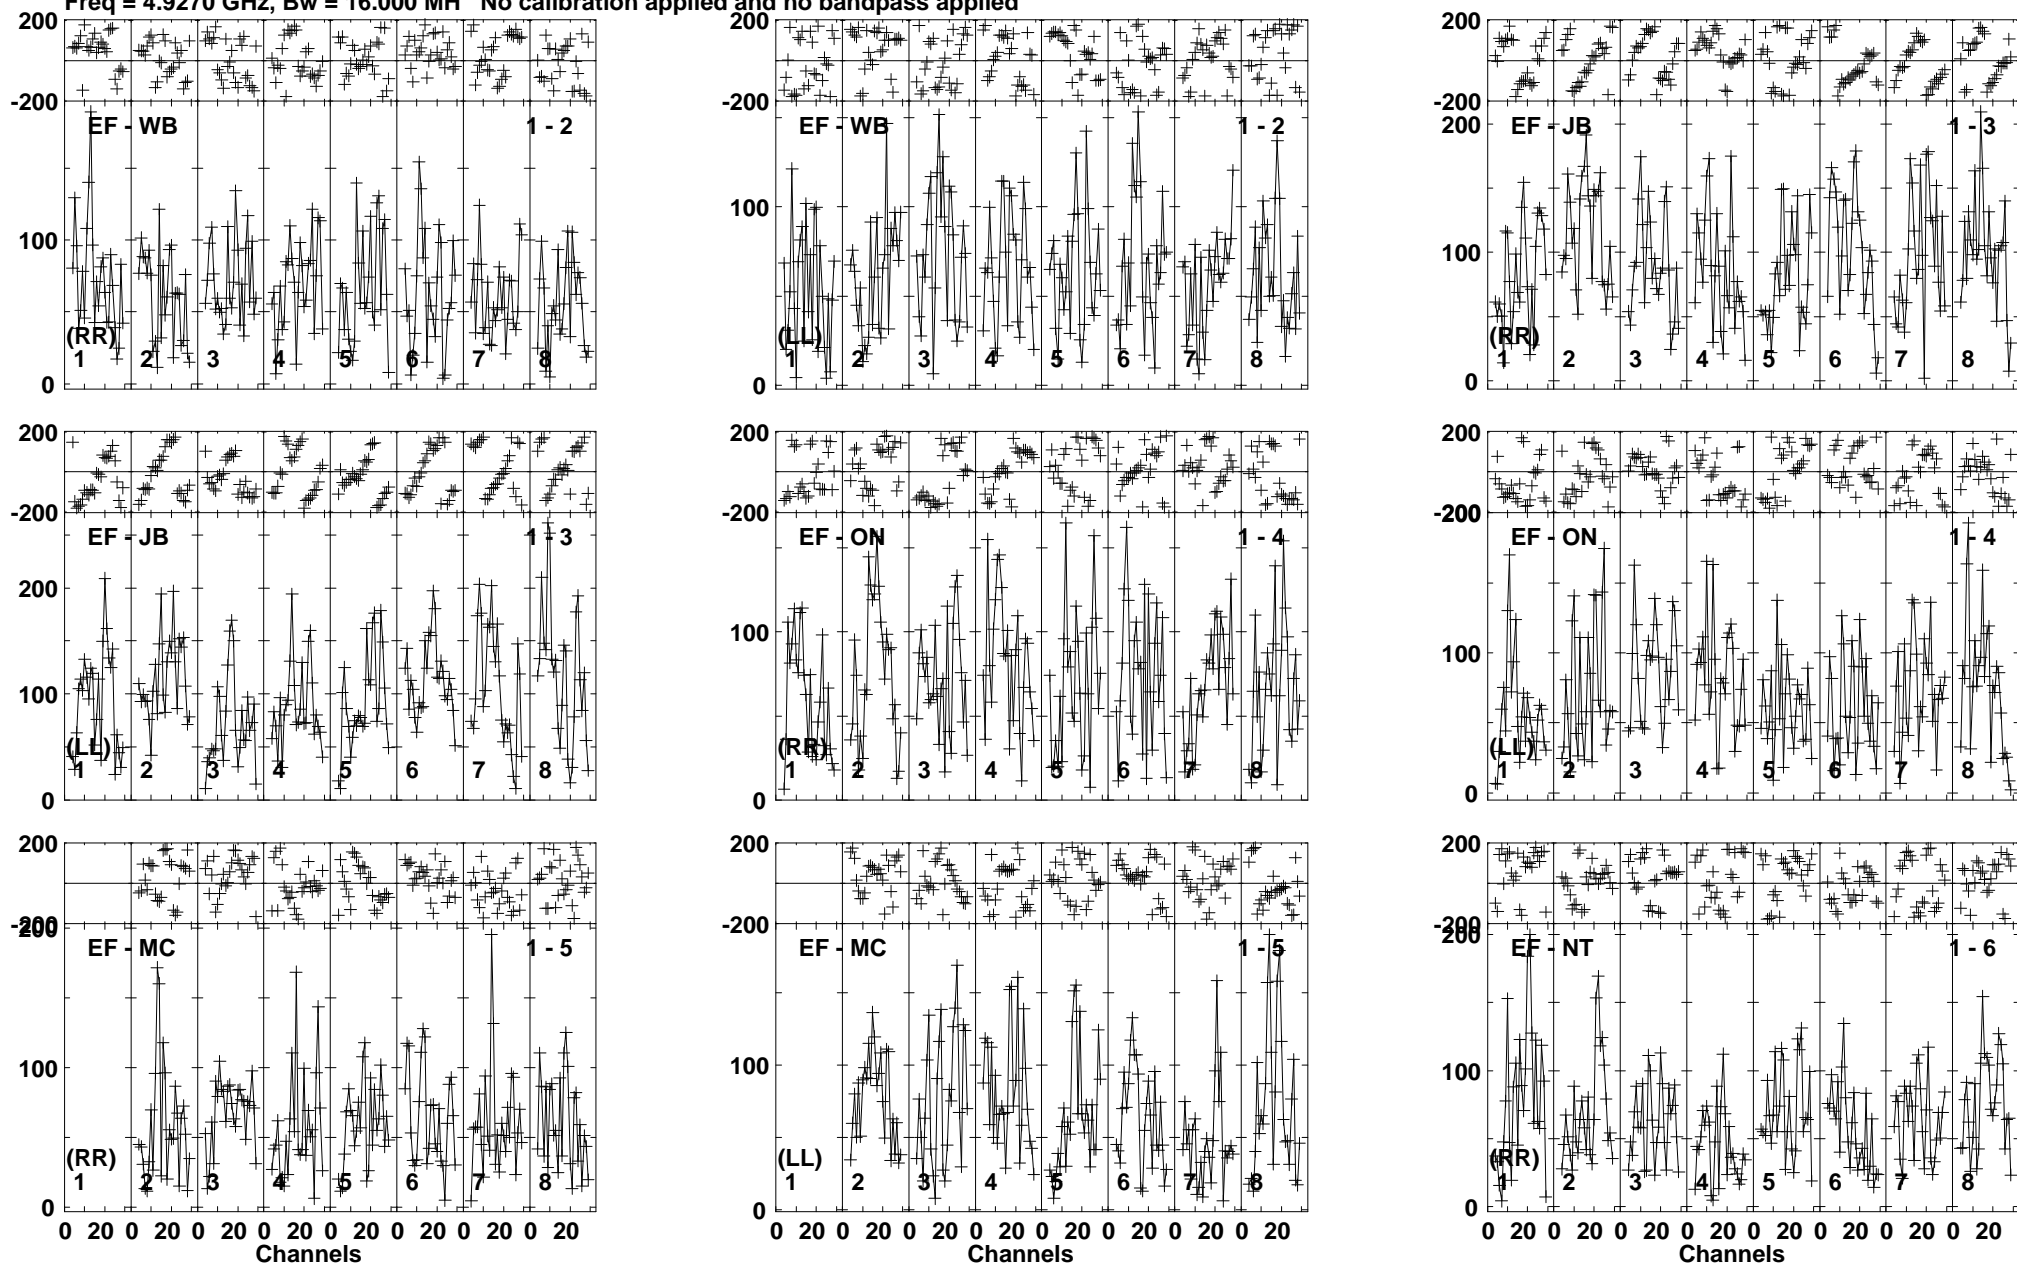 Freq = 4.9270 GHz, Bw = 16.000 MH No calibration applied and no bandpass applied
200 200 200
-200 -200 -200
EF - WB 1 - 2 EF - WB 1 - 2 EF - JB 1 - 3
200
100 100 100
(RR) (LL) (RR)
1 2 3 4 5 6 7 8 1 2 3 4 5 6 7 8 1 2 3 4 5 6 7 8
0 0 0
200 200 200
-200 -200 -200
200
EF - JB 1 - 3 EF - ON 1 - 4 EF - ON 1 - 4
200
100 100 100
(LL) (RR) (LL)
1 2 3 4 5 6 7 8 1 2 3 4 5 6 7 8 1 2 3 4 5 6 7 8
0 0 0
200 200 200
-200 -200 -200
200 200
EF - MC 1 - 5 EF - MC 1 - 5 EF - NT 1 - 6
100 100 100
(RR) (LL) (RR)
1 2 3 4 5 6 7 8 1 2 3 4 5 6 7 8 1 2 3 4 5 6 7 8
0 0 0
0 20 0 20 0 20 0 20 0 20 0 20 0 20 0 20 0 20 0 20 0 20 0 20 0 20 0 20 0 20 0 20 0 20 0 20 0 20 0 20 0 20 0 20 0 20 0 20
Channels Channels Channels